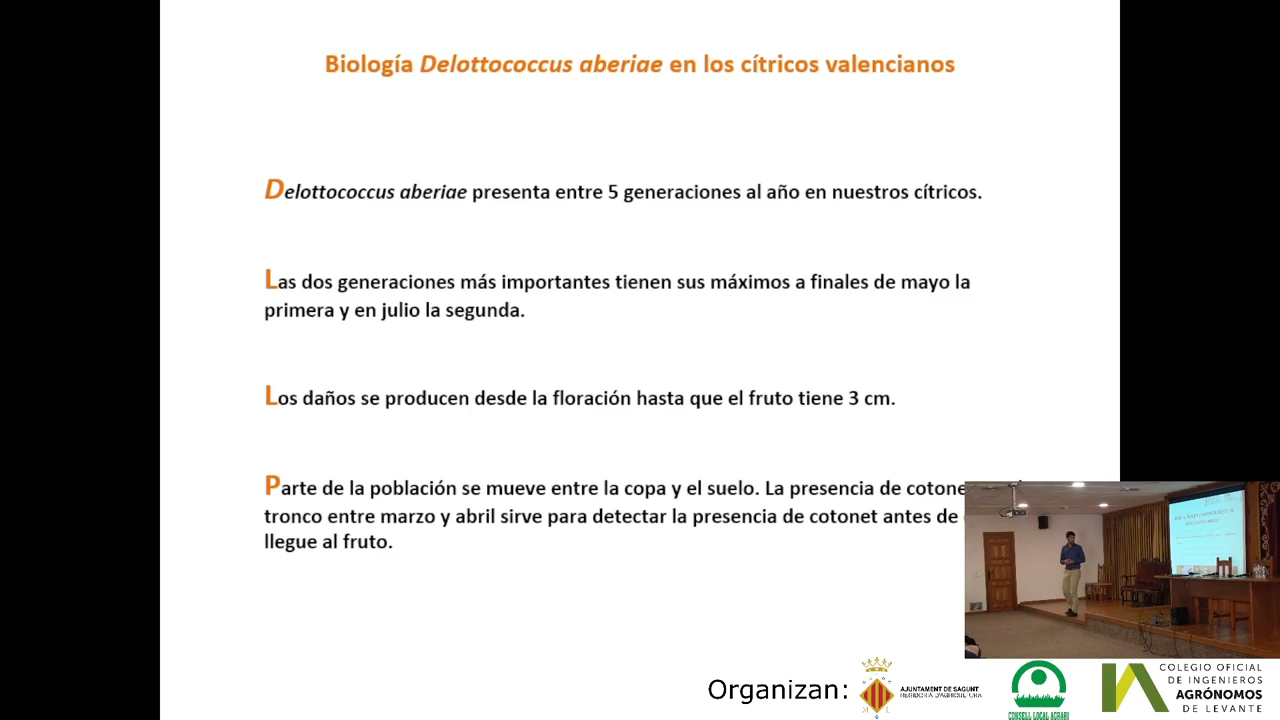 Biología Delottococcus aberiae en los cítricos valencianos
Delottococcus aberiae presenta entre 5 generaciones al año en nuestros cítricos.
Las dos generaciones más importantes tienen sus máximos a finales de mayo la
primera y en julio la segunda.
Los daños se producen desde la floración hasta que el fruto tiene 3 cm.
Parte de la población se mueve entre la copa y el suelo. La presencia de
tronco entre marzo y abril sirve para detectar la presencia de cotonet antes de
llegue al fruto.
Organizan:
AJUNTAMENT DE SAGUNT
REGIDORIA D'AGRICULTURA
CONSELL LOCAL AGRARI
COLEGIO OFICIAL
DE INGENIEROS
AGRÓNOMOS
DE LEVANTE